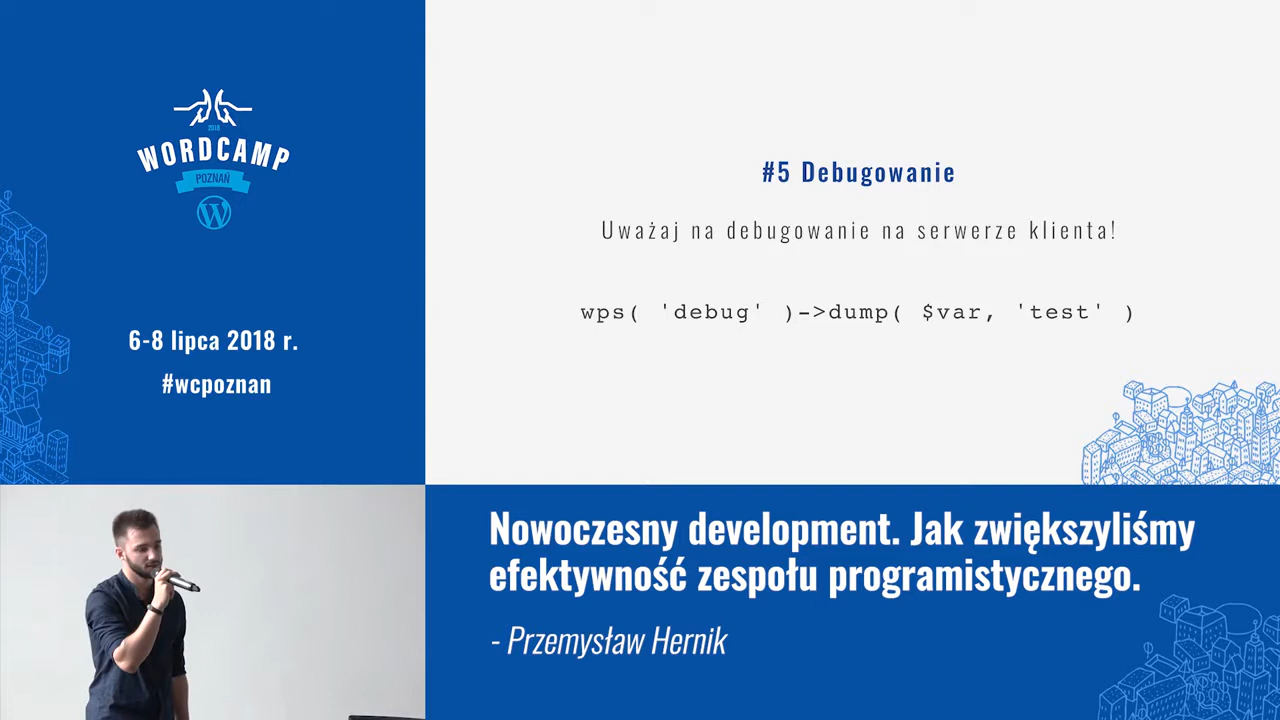 2018
WORDCAMP
POZNAŃ
6-8 lipca 2018 r.
#wcpoznan
#5 Debugowanie
Uważaj na debugowanie na serwerze klienta!
wps( 'debug' )->dump( $var, 'test' )
Nowoczesny development. Jak zwiększyliśmy
efektywność zespołu programistycznego.
- Przemysław Hernik